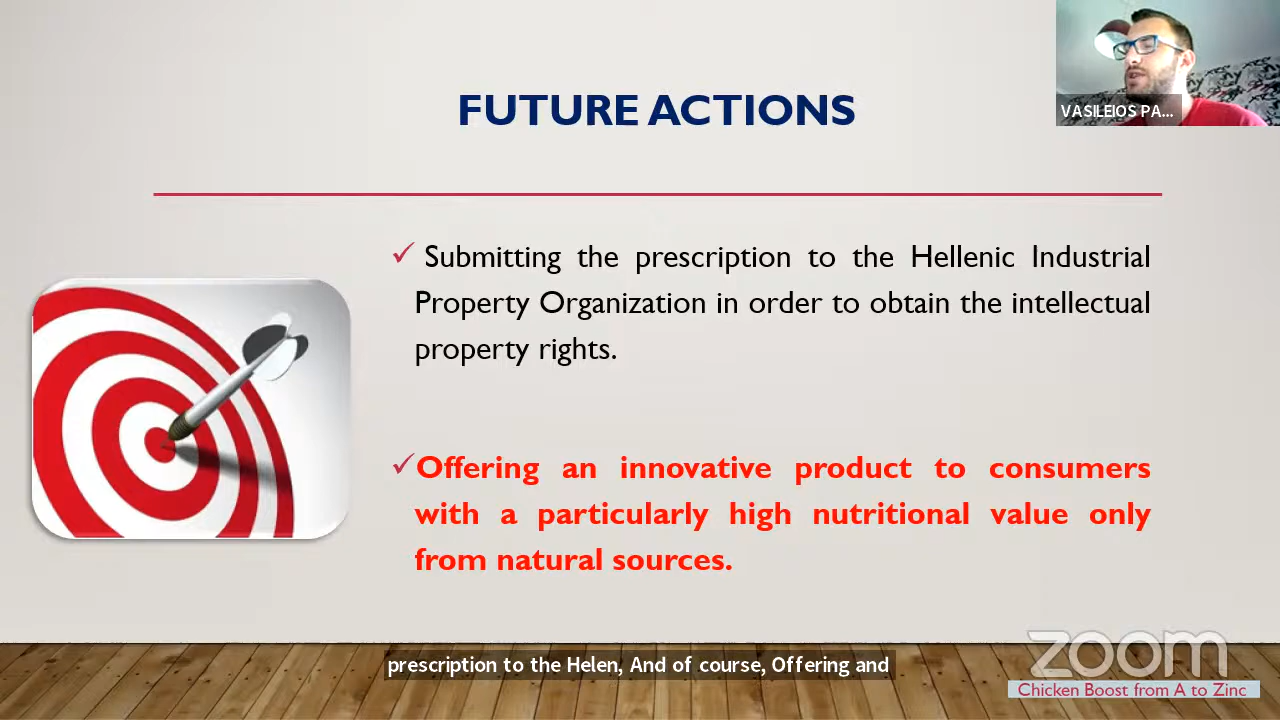 VASILEIOS PA...
FUTURE ACTIONS
✓ Submitting the prescription to the Hellenic Industrial
Property Organization in order to obtain the intellectual
property rights.
✓Offering an innovative product to consumers
with a particularly high nutritional value only
from natural sources.
prescription to the Helen, And of course, Offering and
zoom
Chicken Boost from A to Zinc